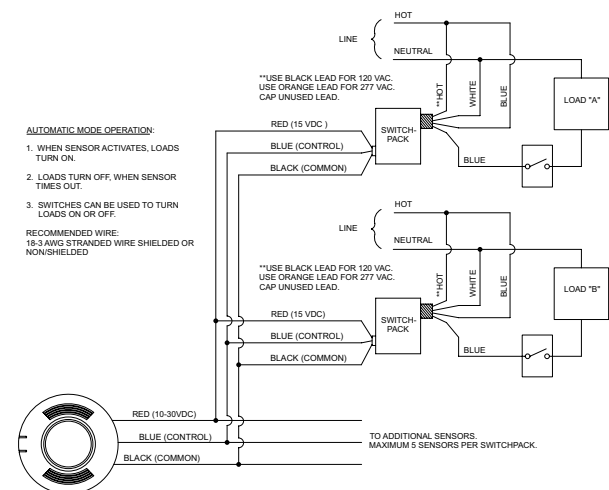 HOT
LINE
NEUTRAL
**USE BLACK LEAD FOR 120 VAC.
USE ORANGE LEAD FOR 277 VAC.
CAP UNUSED LEAD.
**HOT
WHITE
BLUE
LOAD "A"
RED (15 VDC )
SWITCH-
PACK
BLUE (CONTROL)
BLUE
BLACK (COMMON)
AUTOMATIC MODE OPERATION:
1. WHEN SENSOR ACTIVATES, LOADS
TURN ON.
2. LOADS TURN OFF, WHEN SENSOR
TIMES OUT.
3. SWITCHES CAN BE USED TO TURN
LOADS ON OR OFF.
RECOMMENDED WIRE:
18-3 AWG STRANDED WIRE SHIELDED OR
NON/SHIELDED
HOT
LINE
NEUTRAL
**USE BLACK LEAD FOR 120 VAC.
USE ORANGE LEAD FOR 277 VAC.
CAP UNUSED LEAD.
**HOT
WHITE
BLUE
LOAD "B"
RED (15 VDC)
SWITCH-
PACK
BLUE (CONTROL)
BLUE
BLACK (COMMON)
RED (10-30VDC)
BLUE (CONTROL)
BLACK (COMMON)
TO ADDITIONAL SENSORS.
MAXIMUM 5 SENSORS PER SWITCHPACK.